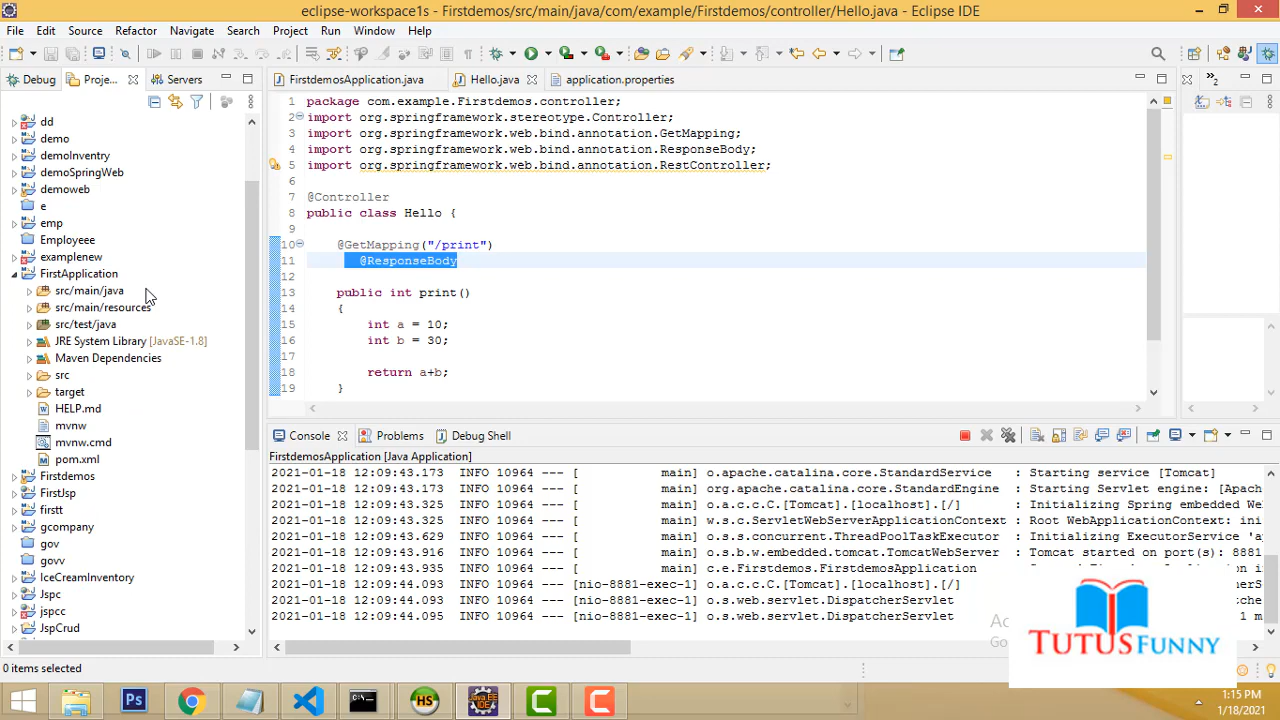 eclipse-workspace1s - Firstdemos/src/main/java/com/example/Firstdemos/controller/Hello.java - Eclipse IDE
File Edit Source Refactor Navigate Search Project Run Window Help
Debug Proje... Servers
dd
demo
demoInventry
demoSpringWeb
demoweb
e
emp
Employeee
examplenew
FirstApplication
src/main/java
src/main/resources
src/test/java
JRE System Library [JavaSE-1.8]
Maven Dependencies
src
target
HELP.md
mvnw
mvnw.cmd
pom.xml
Firstdemos
FirstJsp
firstt
gcompany
gov
govv
IceCreamInventory
Jspc
jspcc
JspCrud
FirstdemosApplication.java Hello.java application.properties
1 package com.example.Firstdemos.controller;
2 import org.springframework.stereotype.Controller;
3 import org.springframework.web.bind.annotation.GetMapping;
4 import org.springframework.web.bind.annotation.ResponseBody;
5 import org.springframework.web.bind.annotation.RestController;
6
7 @Controller
8 public class Hello {
9
10 @GetMapping("/print")
11 @ResponseBody
12
13 public int print()
14 {
15 int a = 10;
16 int b = 30;
17
18 return a+b;
19 }
Console Problems Debug Shell
FirstdemosApplication [Java Application]
2021-01-18 12:09:43.173 INFO 10964 --- [ main] o.apache.catalina.core.StandardService : Starting service [Tomcat]
2021-01-18 12:09:43.173 INFO 10964 --- [ main] org.apache.catalina.core.StandardEngine : Starting Servlet engine: [Apach
2021-01-18 12:09:43.325 INFO 10964 --- [ main] o.a.c.c.C.[Tomcat].[localhost].[/] : Initializing Spring embedded We
2021-01-18 12:09:43.325 INFO 10964 --- [ main] w.s.c.ServletWebServerApplicationContext : Root WebApplicationContext: ini
2021-01-18 12:09:43.629 INFO 10964 --- [ main] o.s.s.concurrent.ThreadPoolTaskExecutor : Initializing ExecutorService 'a
2021-01-18 12:09:43.916 INFO 10964 --- [ main] o.s.b.w.embedded.tomcat.TomcatWebServer : Tomcat started on port(s): 8881
2021-01-18 12:09:43.935 INFO 10964 --- [ main] c.e.Firstdemos.FirstdemosApplication
2021-01-18 12:09:44.093 INFO 10964 --- [nio-8881-exec-1] o.a.c.c.C.[Tomcat].[localhost].[/]
2021-01-18 12:09:44.095 INFO 10964 --- [nio-8881-exec-1] o.s.web.servlet.DispatcherServlet
2021-01-18 12:09:44.095 INFO 10964 --- [nio-8881-exec-1] o.s.web.servlet.DispatcherServlet
TUTUSFUNNY
0 items selected
Ps
HS
Java EE
IDE
1:15 PM
1/18/2021